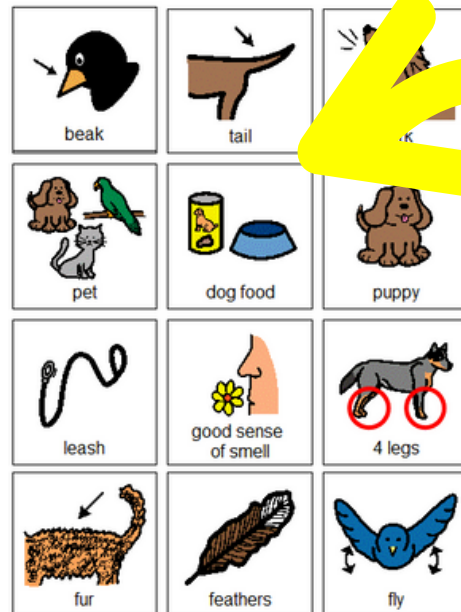 beak
tail
pet
dog food
puppy
leash
good sense
of smell
4 legs
fur
feathers
fly